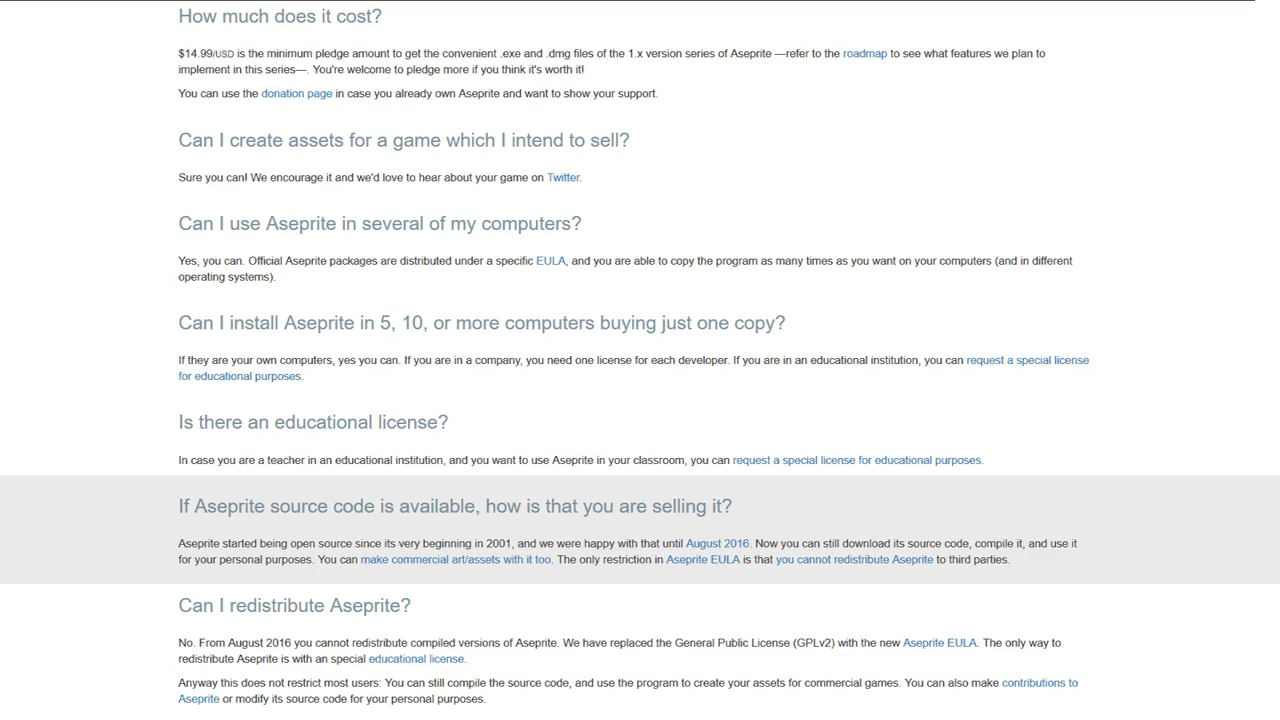 How much does it cost?
$14.99/USD is the minimum pledge amount to get the convenient .exe and .dmg files of the 1.x version series of Aseprite —refer to the roadmap to see what features we plan to
implement in this series—. You're welcome to pledge more if you think it's worth it!
You can use the donation page in case you already own Aseprite and want to show your support.
Can I create assets for a game which I intend to sell?
Sure you can! We encourage it and we'd love to hear about your game on Twitter.
Can I use Aseprite in several of my computers?
Yes, you can. Official Aseprite packages are distributed under a specific EULA, and you are able to copy the program as many times as you want on your computers (and in different
operating systems).
Can I install Aseprite in 5, 10, or more computers buying just one copy?
If they are your own computers, yes you can. If you are in a company, you need one license for each developer. If you are in an educational institution, you can request a special license
for educational purposes.
Is there an educational license?
In case you are a teacher in an educational institution, and you want to use Aseprite in your classroom, you can request a special license for educational purposes.
If Aseprite source code is available, how is that you are selling it?
Aseprite started being open source since its very beginning in 2001, and we were happy with that until August 2016. Now you can still download its source code, compile it, and use it
for your personal purposes. You can make commercial art/assets with it too. The only restriction in Aseprite EULA is that you cannot redistribute Aseprite to third parties.
Can I redistribute Aseprite?
No. From August 2016 you cannot redistribute compiled versions of Aseprite. We have replaced the General Public License (GPLv2) with the new Aseprite EULA. The only way to
redistribute Aseprite is with an special educational license.
Anyway this does not restrict most users: You can still compile the source code, and use the program to create your assets for commercial games. You can also make contributions to
Aseprite or modify its source code for your personal purposes.